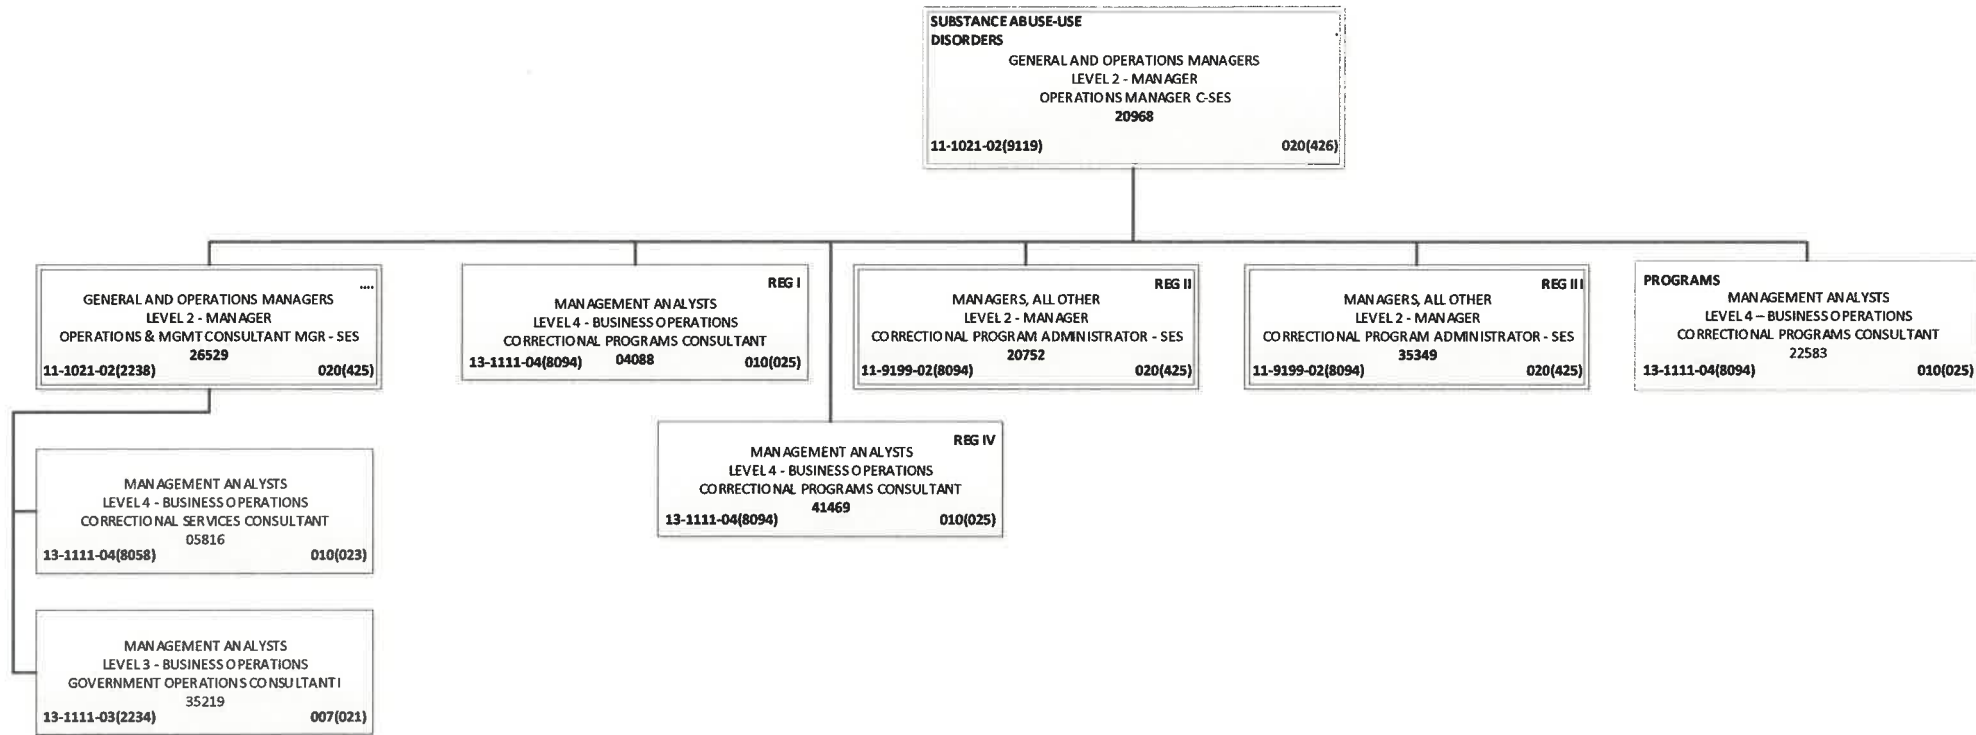 SUBSTANCE ABUSE-USE
DISORDERS
GENERAL AND OPERATIONS MANAGERS
LEVEL 2 - MANAGER
OPERATIONS MANAGER C-SES
20968
11-1021-02(9119) 020(426)
....
GENERAL AND OPERATIONS MANAGERS
LEVEL 2 - MANAGER
OPERATIONS & MGMT CONSULTANT MGR - SES
26529
11-1021-02(2238) 020(425)
REG I
MANAGEMENT ANALYSTS
LEVEL 4 - BUSINESS OPERATIONS
CORRECTIONAL PROGRAMS CONSULTANT
13-1111-04(8094) 04088 010(025)
REG II
MANAGERS, ALL OTHER
LEVEL 2 - MANAGER
CORRECTIONAL PROGRAM ADMINISTRATOR - SES
20752
11-9199-02(8094) 020(425)
REG III
MANAGERS, ALL OTHER
LEVEL 2 - MANAGER
CORRECTIONAL PROGRAM ADMINISTRATOR - SES
35349
11-9199-02(8094) 020(425)
PROGRAMS
MANAGEMENT ANALYSTS
LEVEL 4 – BUSINESS OPERATIONS
CORRECTIONAL PROGRAMS CONSULTANT
22583
13-1111-04(8094) 010(025)
REG IV
MANAGEMENT ANALYSTS
LEVEL 4 - BUSINESS OPERATIONS
CORRECTIONAL PROGRAMS CONSULTANT
41469
13-1111-04(8094) 010(025)
MANAGEMENT ANALYSTS
LEVEL 4 - BUSINESS OPERATIONS
CORRECTIONAL SERVICES CONSULTANT
05816
13-1111-04(8058) 010(023)
MANAGEMENT ANALYSTS
LEVEL 3 - BUSINESS OPERATIONS
GOVERNMENT OPERATIONS CONSULTANT I
35219
13-1111-03(2234) 007(021)